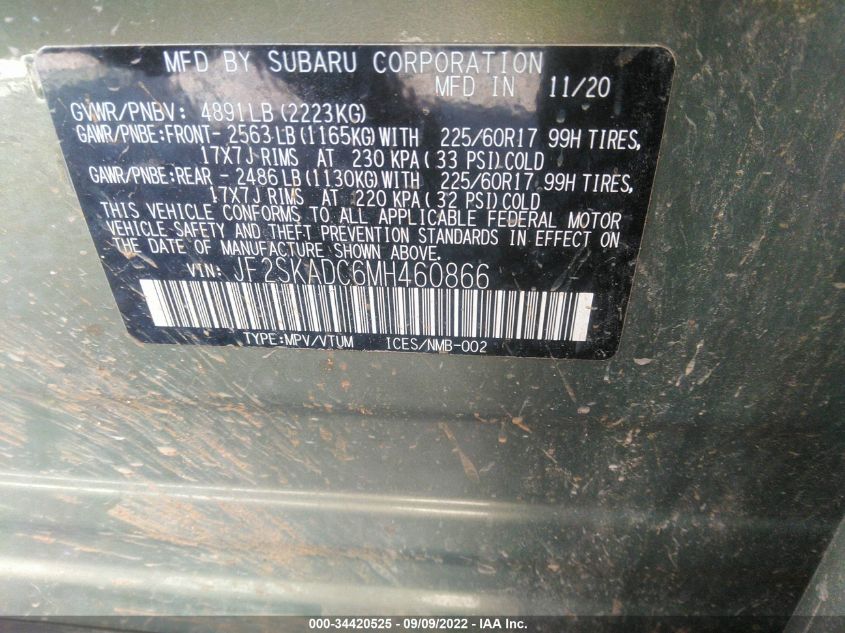 MFD BY SUBARU CORPORATION
MFD IN 11/20
GVWR/PNBV: 4891LB(2223KG)
GAWR/PNBE:FRONT- 2563LB(1165KG)WITH 225/60R17 99H TIRES,
17X7J RIMS AT 230 KPA( 33 PSI)COLD
GAWR/PNBE:REAR - 2486LB(1130KG)WITH 225/60R17 99H TIRES,
17X7J RIMS AT 220 KPA( 32 PSI)COLD
THIS VEHICLE CONFORMS TO ALL APPLICABLE FEDERAL MOTOR
VEHICLE SAFETY AND THEFT PREVENTION STANDARDS IN EFFECT ON
THE DATE OF MANUFACTURE SHOWN ABOVE.
VIN: JF2SKADC6MH460866
TYPE:MPV/VTUM ICES/NMB-002
000-34420525 - 09/09/2022 - IAA Inc.